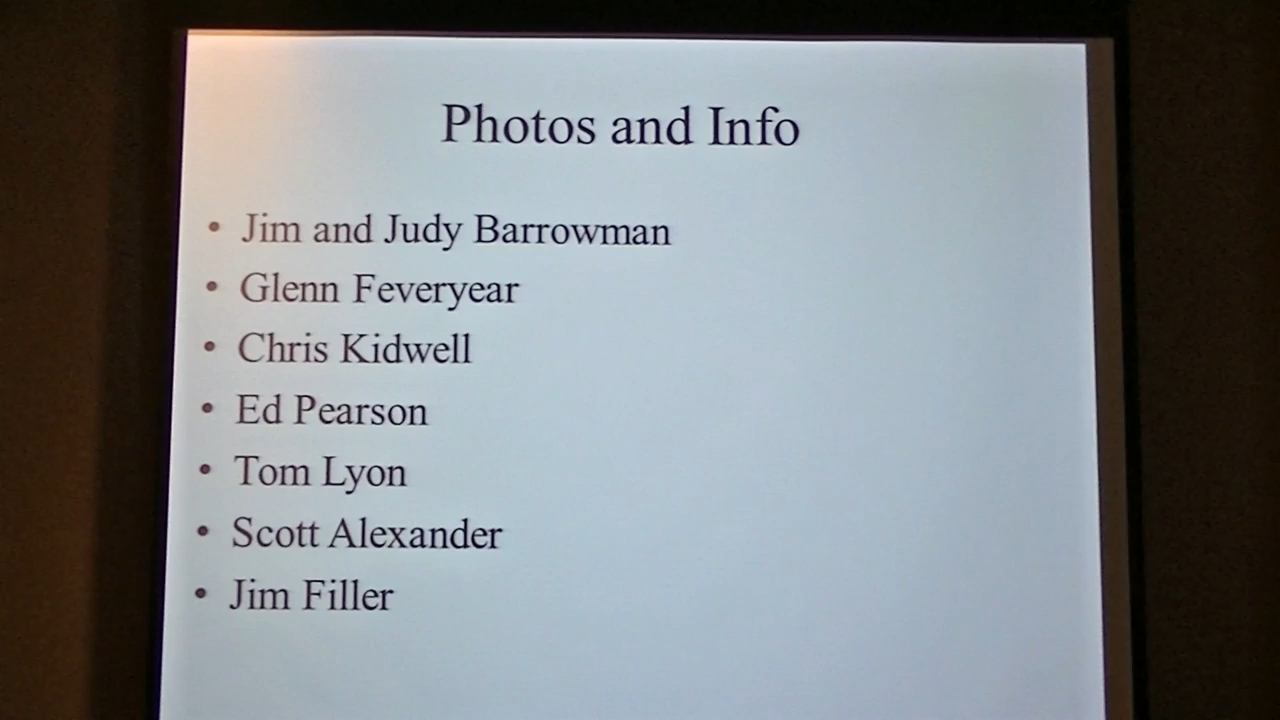 Photos and Info
• Jim and Judy Barrowman
• Glenn Feveryear
• Chris Kidwell
• Ed Pearson
• Tom Lyon
• Scott Alexander
• Jim Filler